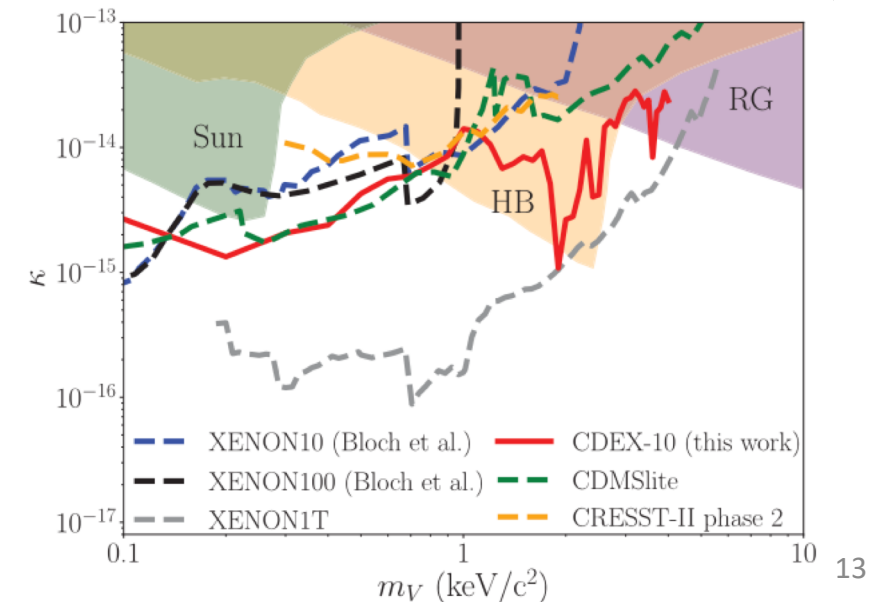 10⁻¹³
10⁻¹⁴
10⁻¹⁵
10⁻¹⁶
10⁻¹⁷
κ
Sun
HB
RG
XENON10 (Bloch et al.)
XENON100 (Bloch et al.)
XENON1T
CDEX-10 (this work)
CDMSlite
CRESST-II phase 2
0.1
1
10
m_V (keV/c²)
13